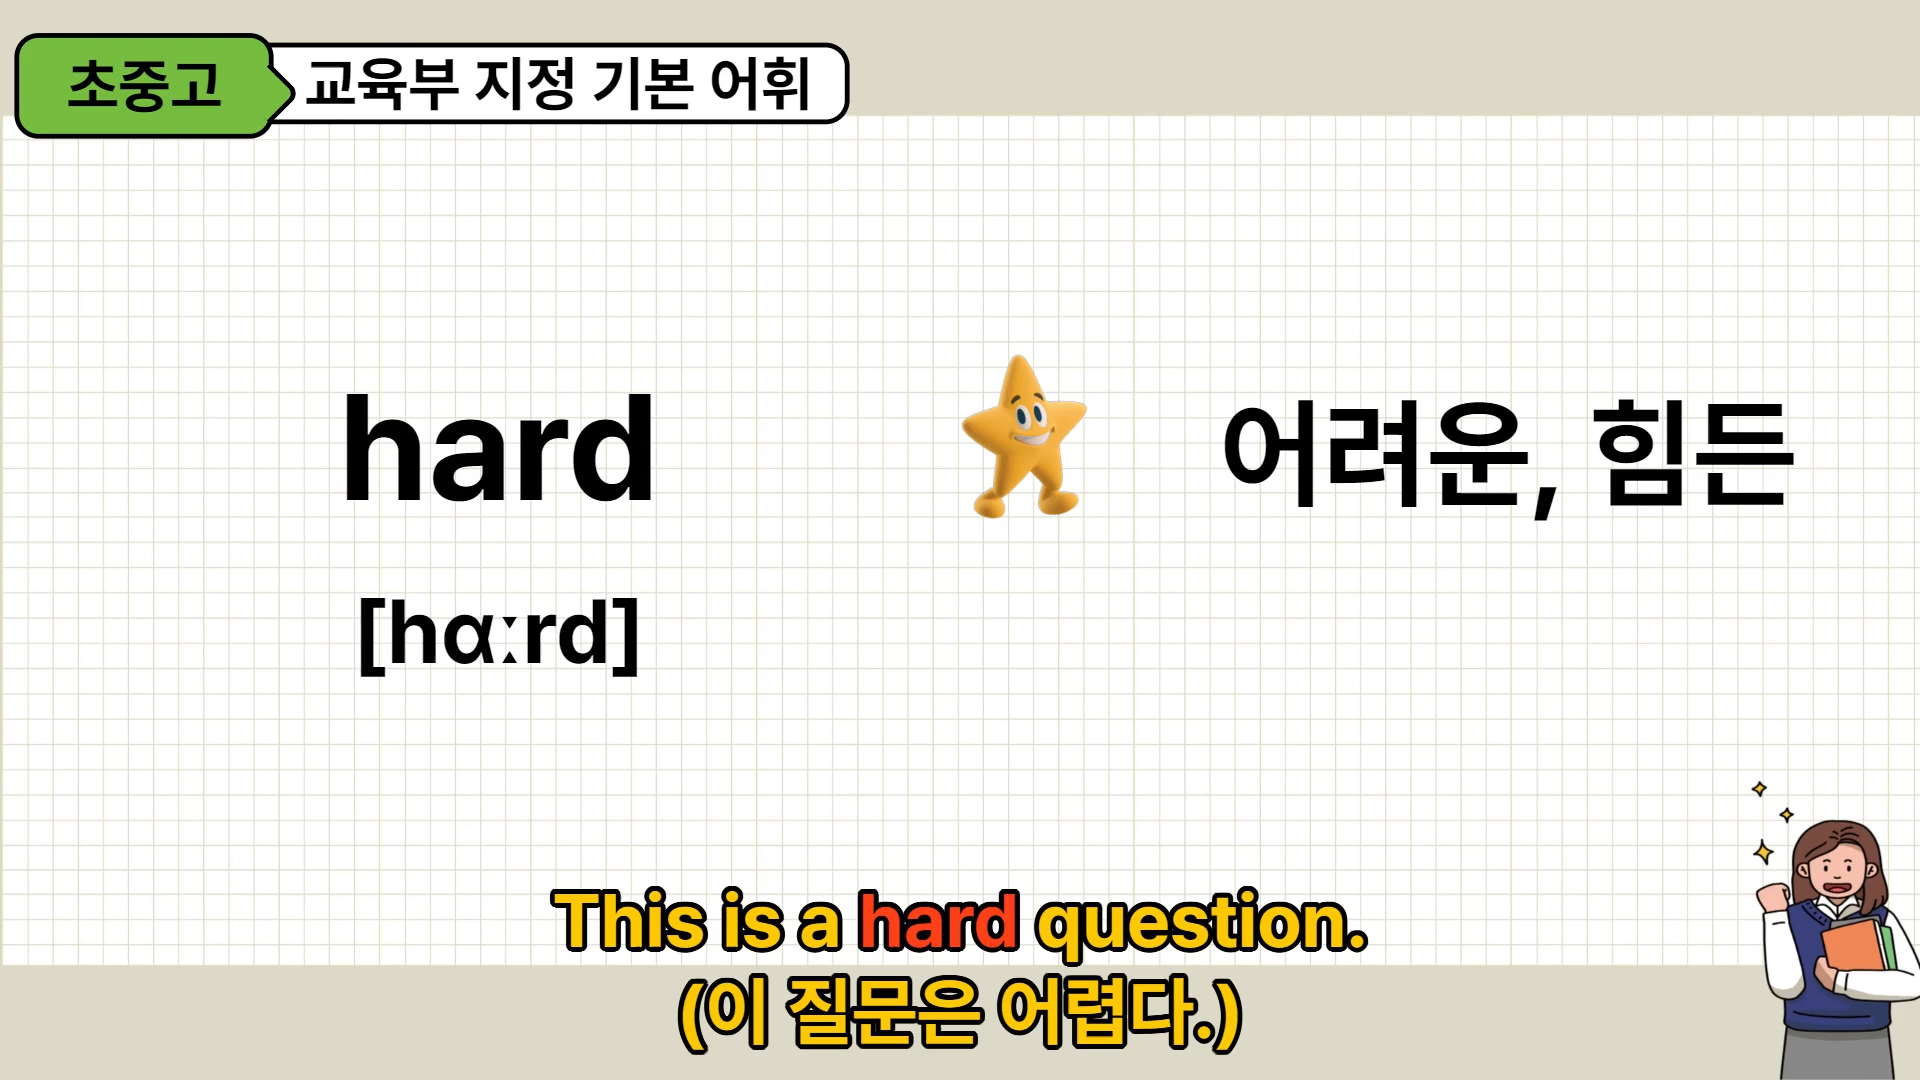 초중고
교육부 지정 기본 어휘
hard
어려운, 힘든
[hɑːrd]
This is a hard question.
(이 질문은 어렵다.)